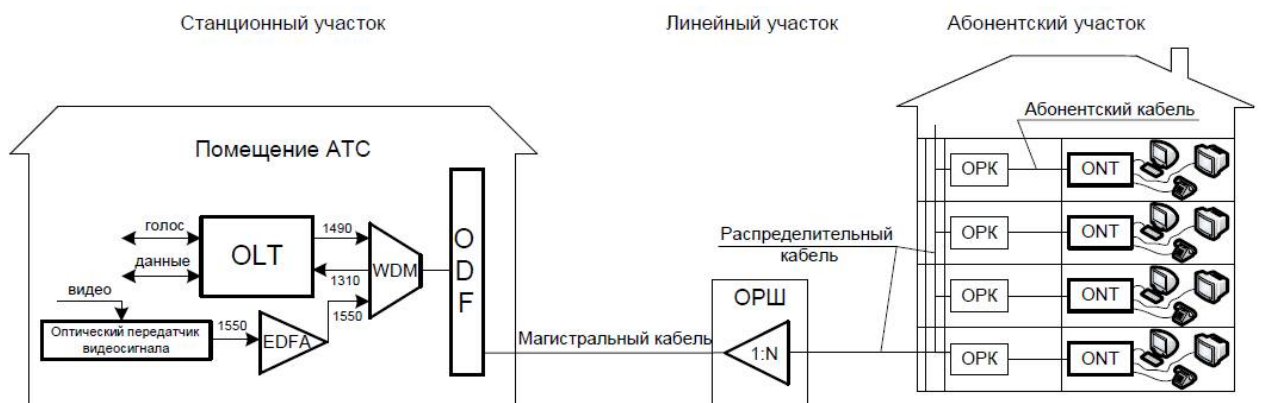 Станционный участок
Линейный участок
Абонентский участок
Помещение АТС
голос
данные
видео
OLT
1490
1310
1550
WDM
O
D
F
Оптический передатчик
видеосигнала
1550
EDFA
Магистральный кабель
ОРШ
1:N
Распределительный
кабель
Абонентский кабель
ОРК
ONT
ОРК
ONT
ОРК
ONT
ОРК
ONT